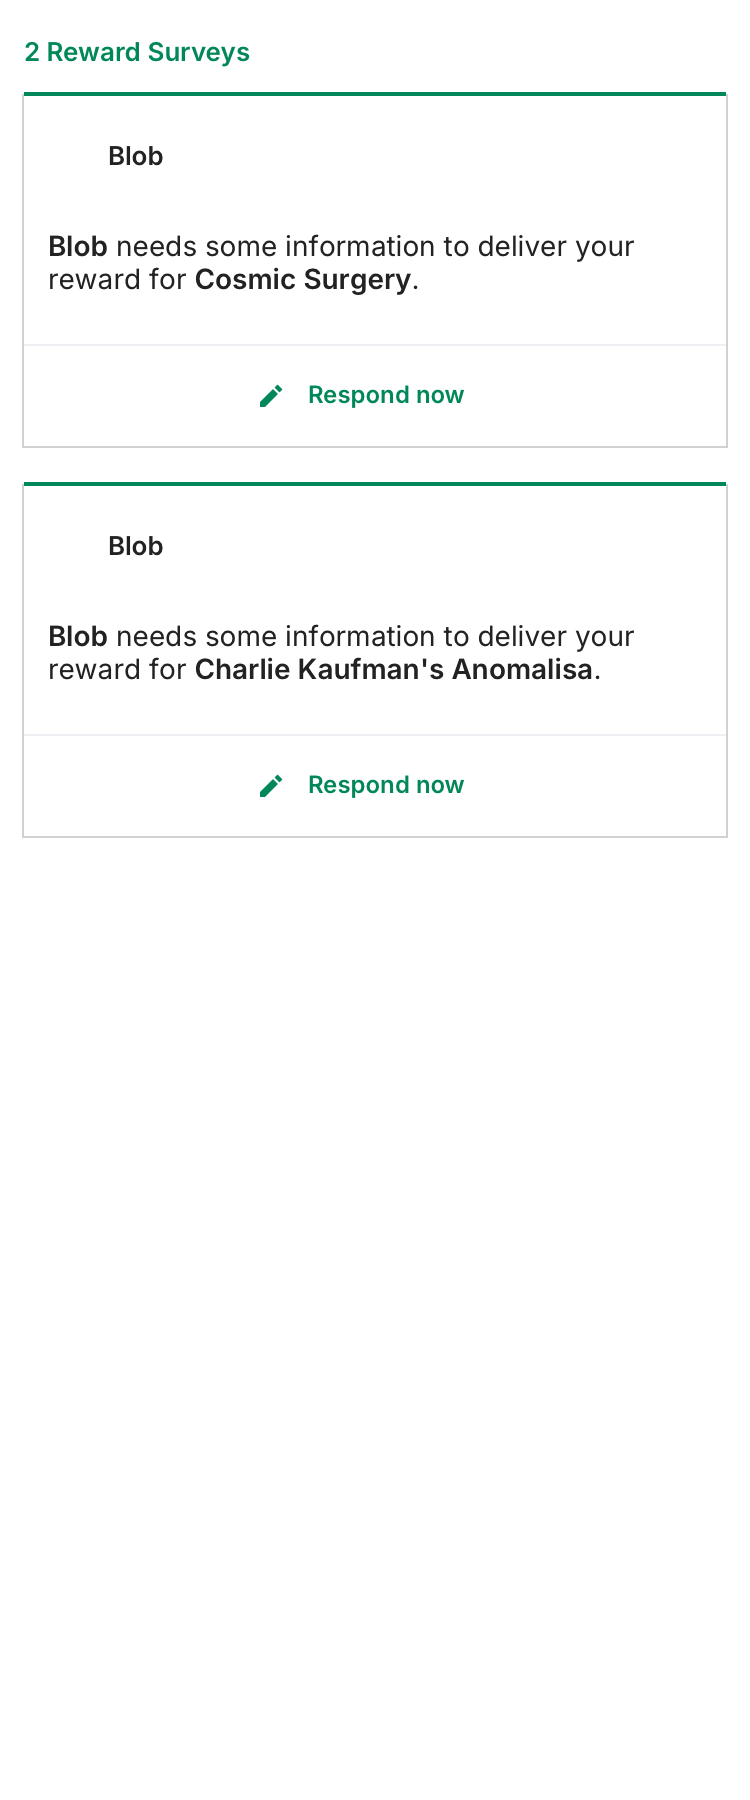 2 Reward Surveys
Blob
Blob needs some information to deliver your
reward for Cosmic Surgery.
Respond now
Blob
Blob needs some information to deliver your
reward for Charlie Kaufman's Anomalisa.
Respond now